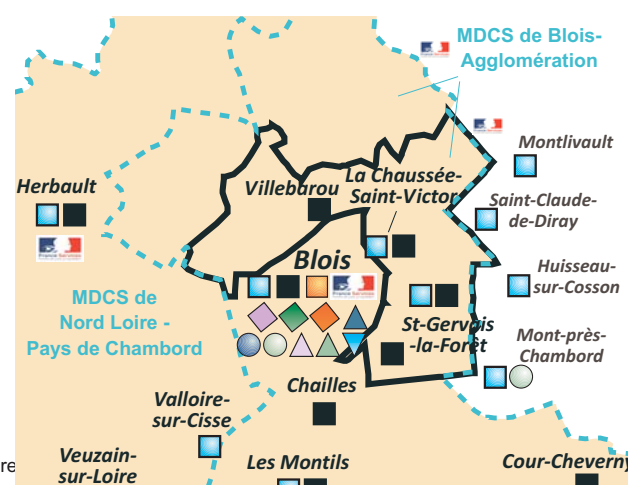 MDCS de Blois-
Agglomération
Montlivault
La Chaussée-
Saint-Victor
Herbault
Villebarou
Saint-Claude-
de-Diray
Blois
Huisseau-
sur-Cosson
MDCS de
Nord Loire -
Pays de Chambord
St-Gervais
-la-Forêt
Mont-près-
Chambord
Chailles
Valloire-
sur-Cisse
re
Veuzain-
sur-Loire
Les Montils
Cour-Cheverny